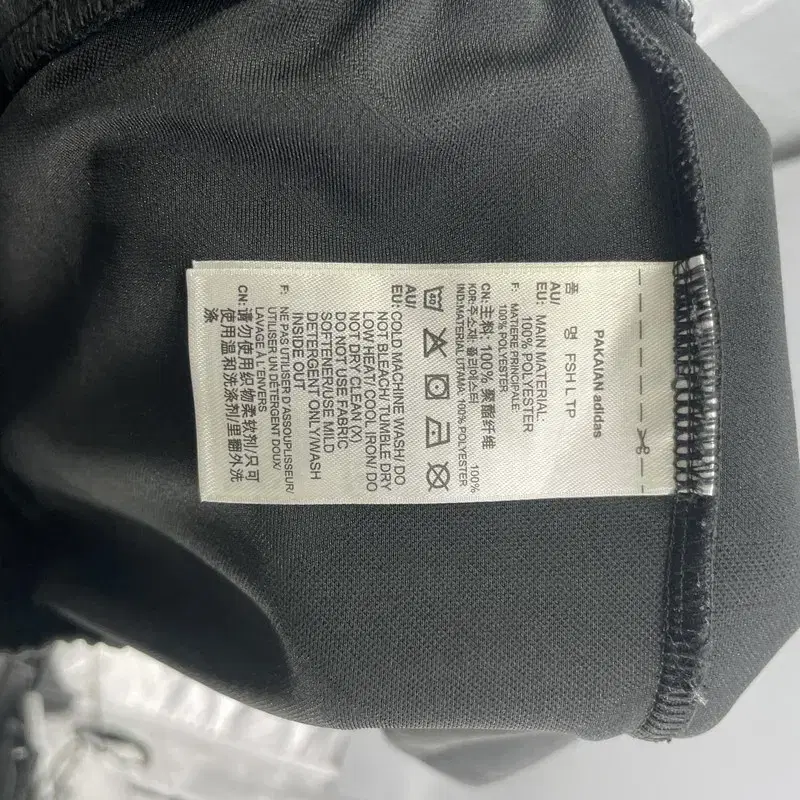 PAKAIAN adidas
품 명 FSH L TP
AU/
EU: MAIN MATERIAL:
100% POLYESTER
F: MATIERE PRINCIPALE:
100% POLYESTER
CN: 主料: 100% 聚酯纤维
KOR: 주소재: 폴리에스터 100%
IND: MATERIAL UTAMA: 100% POLYESTER
AU/
EU: COLD MACHINE WASH/ DO
NOT BLEACH/ TUMBLE DRY
LOW HEAT/ COOL IRON/ DO
NOT DRY CLEAN (X)
DO NOT USE FABRIC
SOFTENER/USE MILD
DETERGENT ONLY/WASH
INSIDE OUT
F: NE PAS UTILISER D'ASSOUPLISSEUR/
UTILISER UN DÉTERGENT DOUX/
LAVAGE À L'ENVERS
CN: 请勿使用织物柔软剂/只可
使用温和洗涤剂/里翻外洗
涤